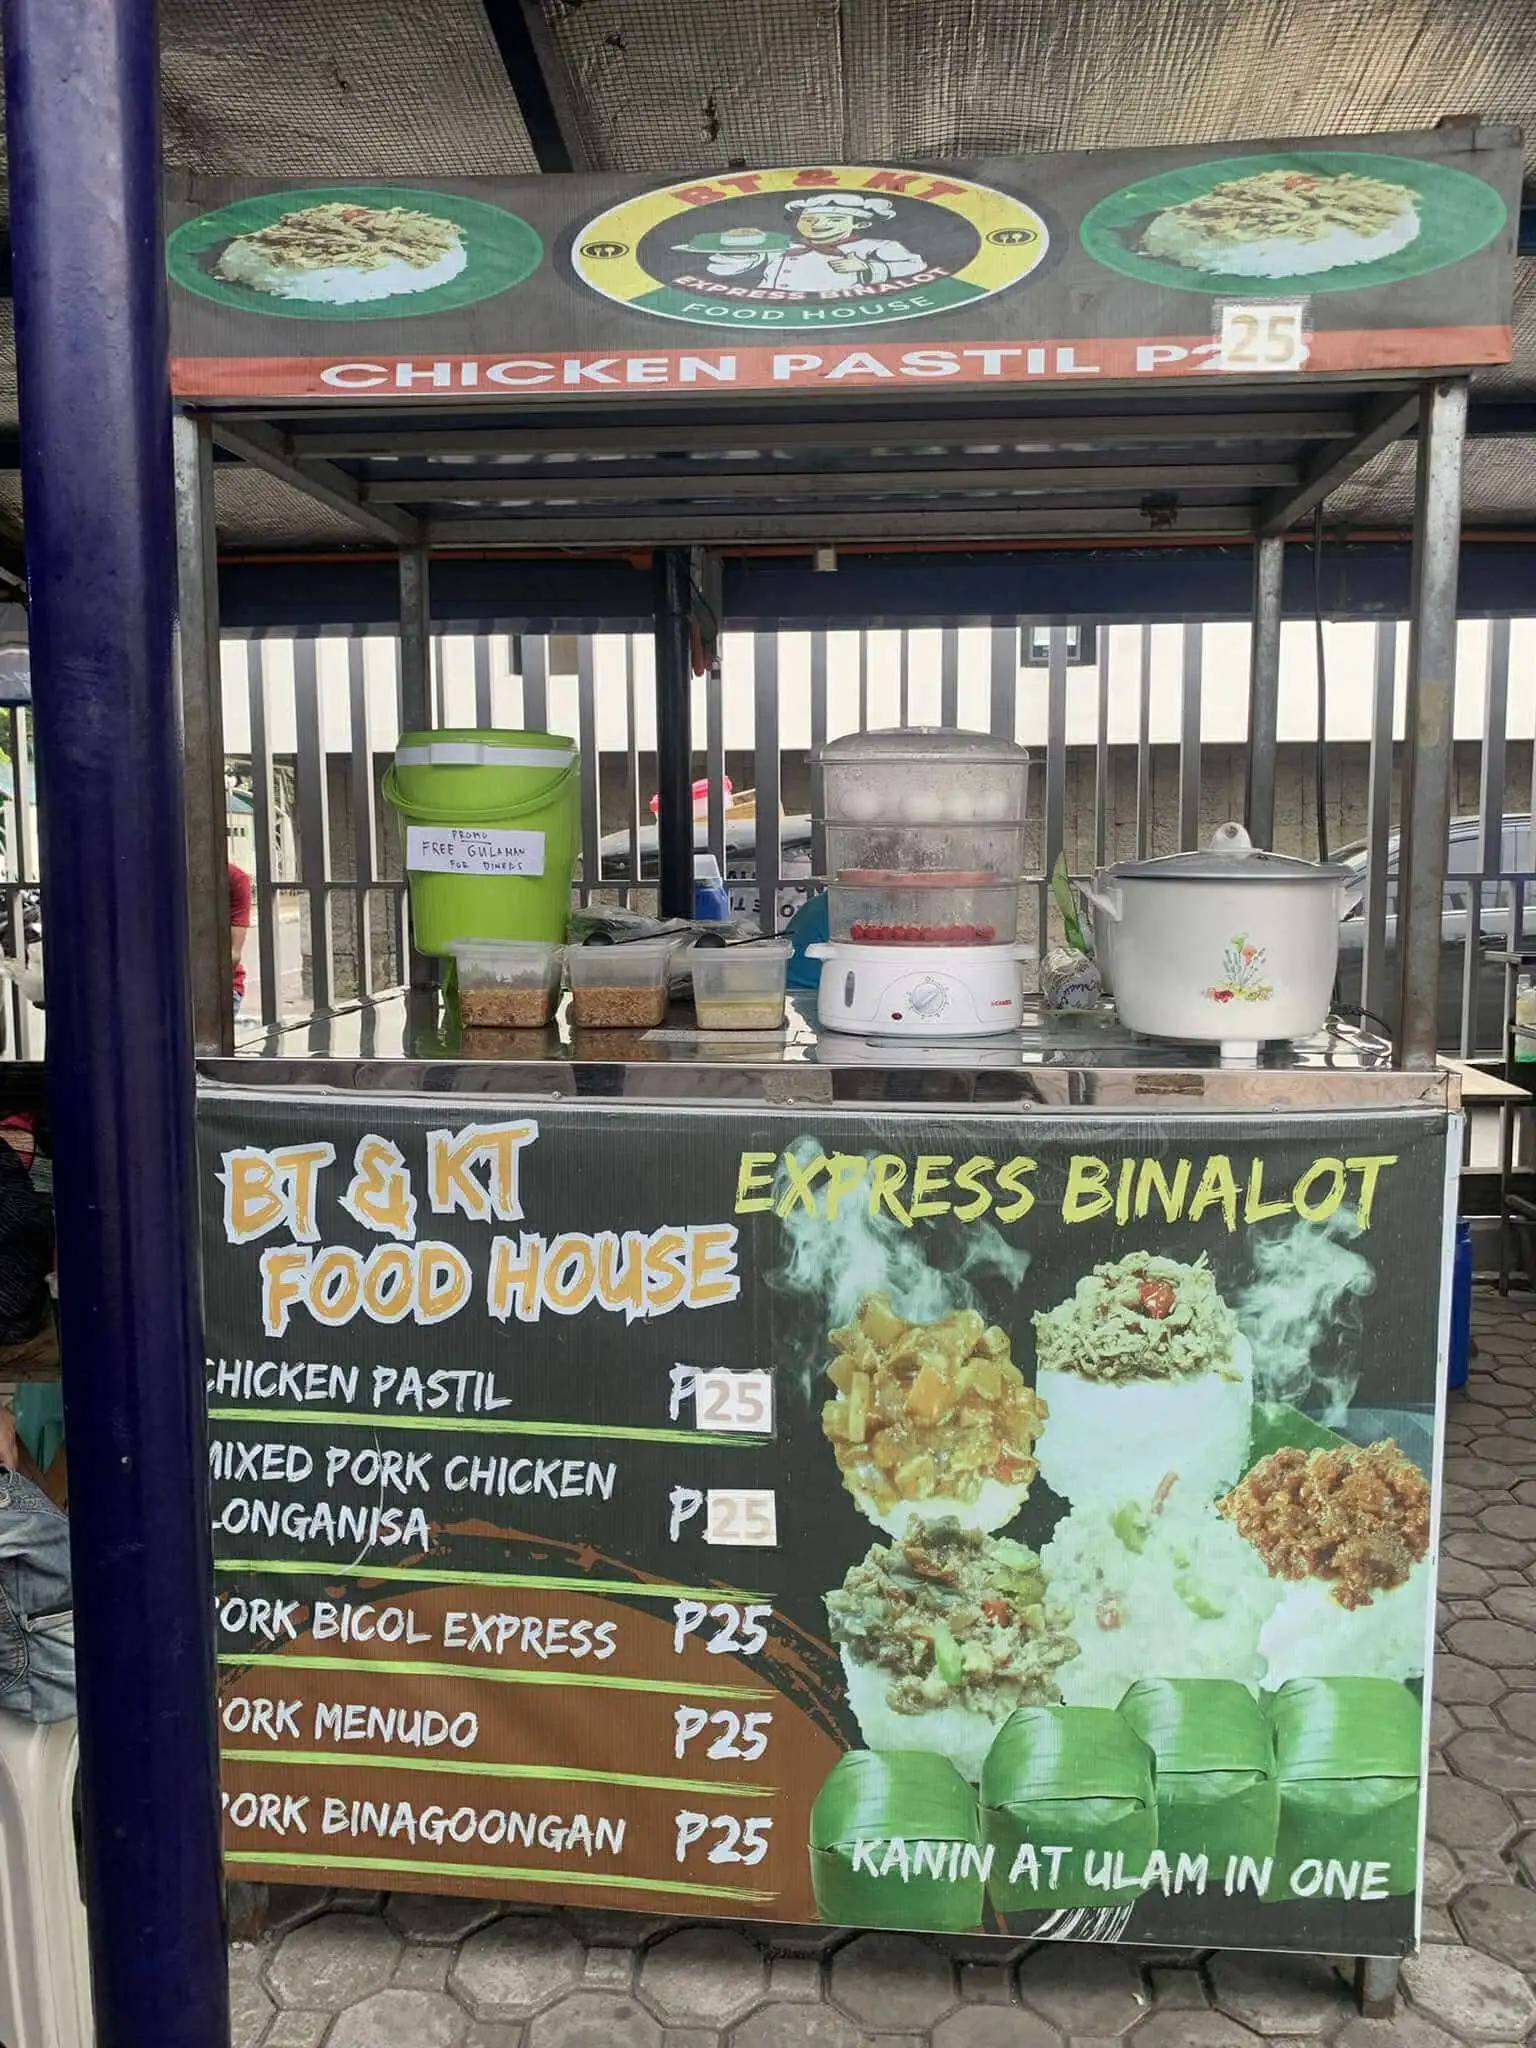 BT & KT
EXPRESS BINALOT
FOOD HOUSE
CHICKEN PASTIL P25
PROMO
FREE GULAMAN
FOR DINERS
BT & KT
FOOD HOUSE
EXPRESS BINALOT
CHICKEN PASTIL P25
MIXED PORK CHICKEN
LONGANISA P25
PORK BICOL EXPRESS P25
PORK MENUDO P25
PORK BINAGOONGAN P25
KANIN AT ULAM IN ONE